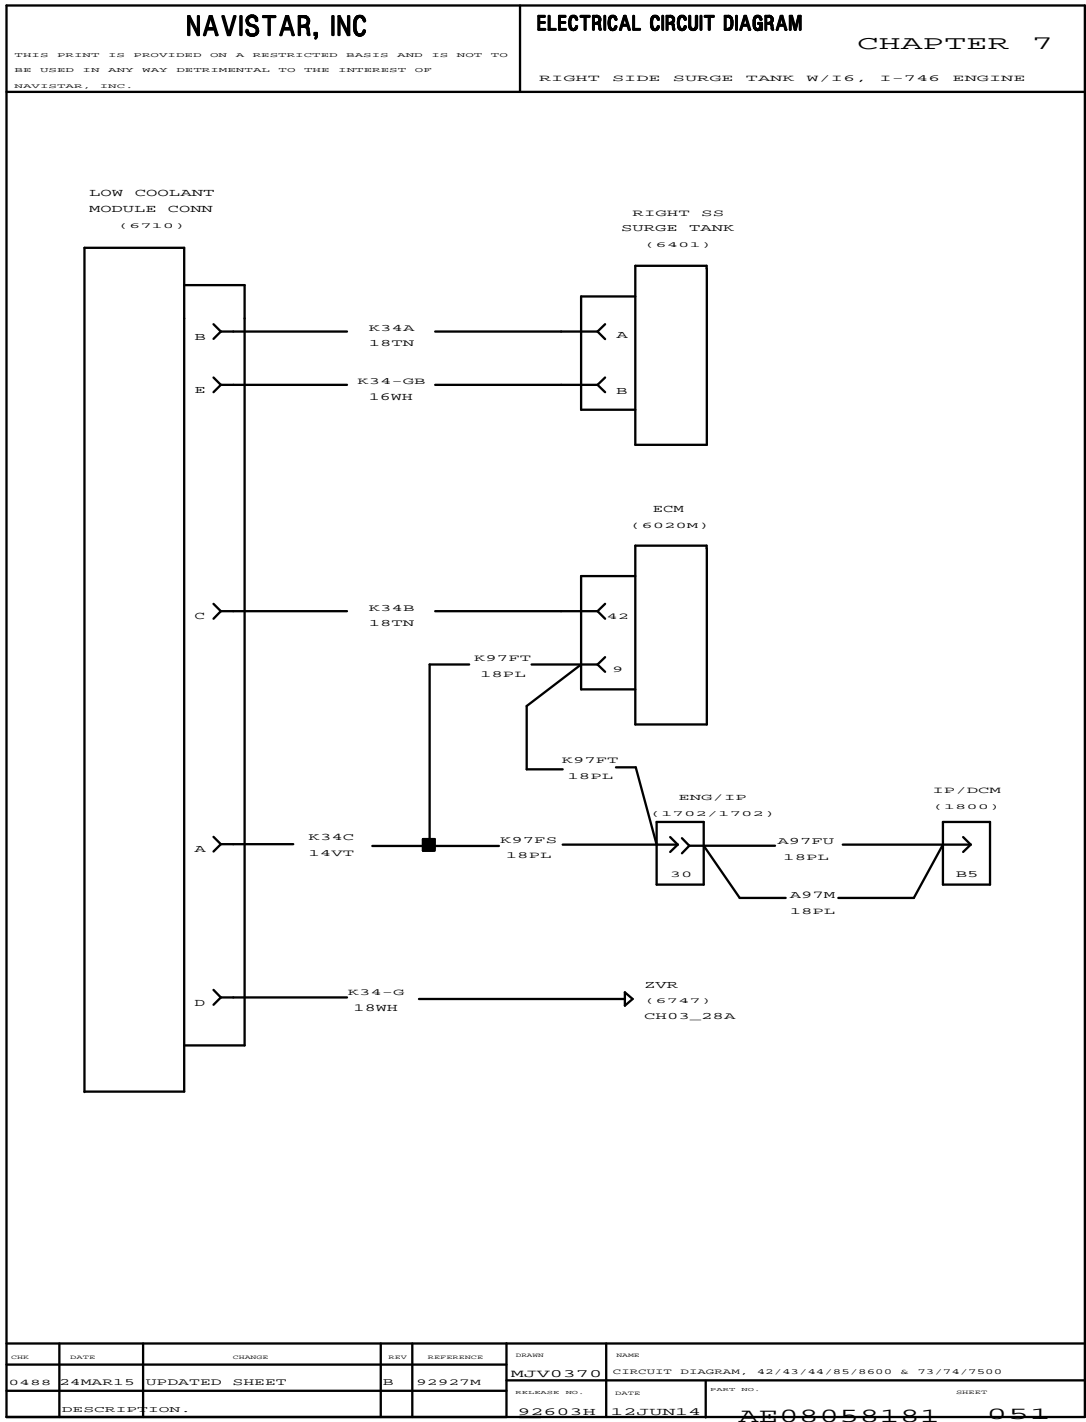 NAVISTAR, INC
THIS PRINT IS PROVIDED ON A RESTRICTED BASIS AND IS NOT TO
BE USED IN ANY WAY DETRIMENTAL TO THE INTEREST OF
NAVISTAR, INC.
ELECTRICAL CIRCUIT DIAGRAM
CHAPTER 7
RIGHT SIDE SURGE TANK W/I6, I-746 ENGINE
LOW COOLANT
MODULE CONN
(6710)
RIGHT SS
SURGE TANK
(6401)
B
K34A
18TN
A
E
K34-GB
16WH
B
ECM
(6020M)
C
K34B
18TN
42
K97FT
18PL
9
K97FT
18PL
ENG/IP
(1702/1702)
IP/DCM
(1800)
A
K34C
14VT
K97FS
18PL
30
A97FU
18PL
B5
A97M
18PL
D
K34-G
18WH
ZVR
(6747)
CH03_28A
CHK DATE CHANGE REV REFERENCE
0488 24MAR15 UPDATED SHEET B 92927M
DESCRIPTION.
DRAWN
MJV0370
NAME
CIRCUIT DIAGRAM, 42/43/44/85/8600 & 73/74/7500
RELEASE NO.
92603H
DATE
12JUN14
PART NO.
AE08058181
SHEET
051